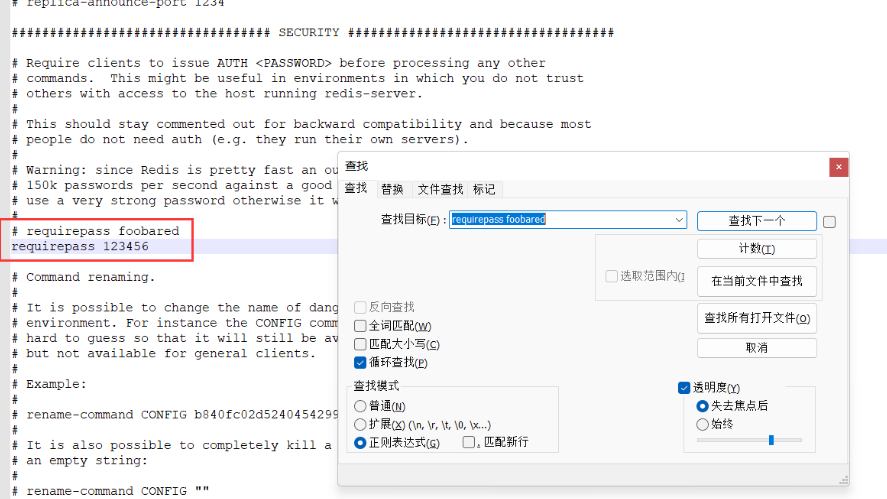 # replica-announce-port 1234
################################## SECURITY ###################################
# Require clients to issue AUTH <PASSWORD> before processing any other
# commands.  This might be useful in environments in which you do not trust
# others with access to the host running redis-server.
#
# This should stay commented out for backward compatibility and because most
# people do not need auth (e.g. they run their own servers).
#
# Warning: since Redis is pretty fast an ou
# 150k passwords per second against a good
# use a very strong password otherwise it w
#
# requirepass foobared
requirepass 123456
# Command renaming.
#
# It is possible to change the name of dang
# environment. For instance the CONFIG comm
# hard to guess so that it will still be av
# but not available for general clients.
#
# Example:
#
# rename-command CONFIG b840fc02d5240454299
#
# It is also possible to completely kill a
# an empty string:
#
# rename-command CONFIG ""
查找
×
查找 替换 文件查找 标记
查找目标(F) : requirepass foobared
查找下一个
计数(T)
选取范围内(I
在当前文件中查找
查找所有打开文件(O)
取消
反向查找
全词匹配(W)
匹配大小写(C)
循环查找(P)
查找模式
普通(N)
扩展(X) (\n, \r, \t, \0, \x...)
正则表达式(G)
. 匹配新行
透明度(Y)
失去焦点后
始终